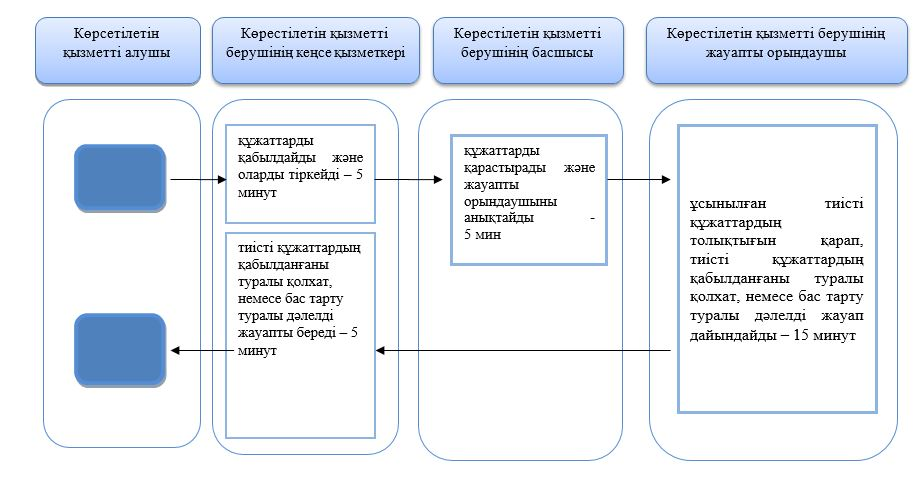 Көрсетілетін
қызметті алушы
Көрестілетін қызметті
берушінің кеңсе қызметкері
Көрестілетін қызметті
берушінің басшысы
Көрестілетін қызметті берушінің
жауапты орындаушы
құжаттарды
қабылдайды және
оларды тіркейді – 5
минут
құжаттарды
қарастырады және
жауапты
орындаушыны
анықтайды -
5 мин
ұсынылған тиісті
құжаттардың
толықтығын қарап,
тиісті құжаттардың
қабылданғаны туралы
қолхат, немесе бас тарту
туралы дәлелді жауап
дайындайды – 15 минут
тиісті құжаттардың
қабылданғаны
туралы қолхат,
немесе бас тарту
туралы дәлелді
жауапты береді – 5
минут